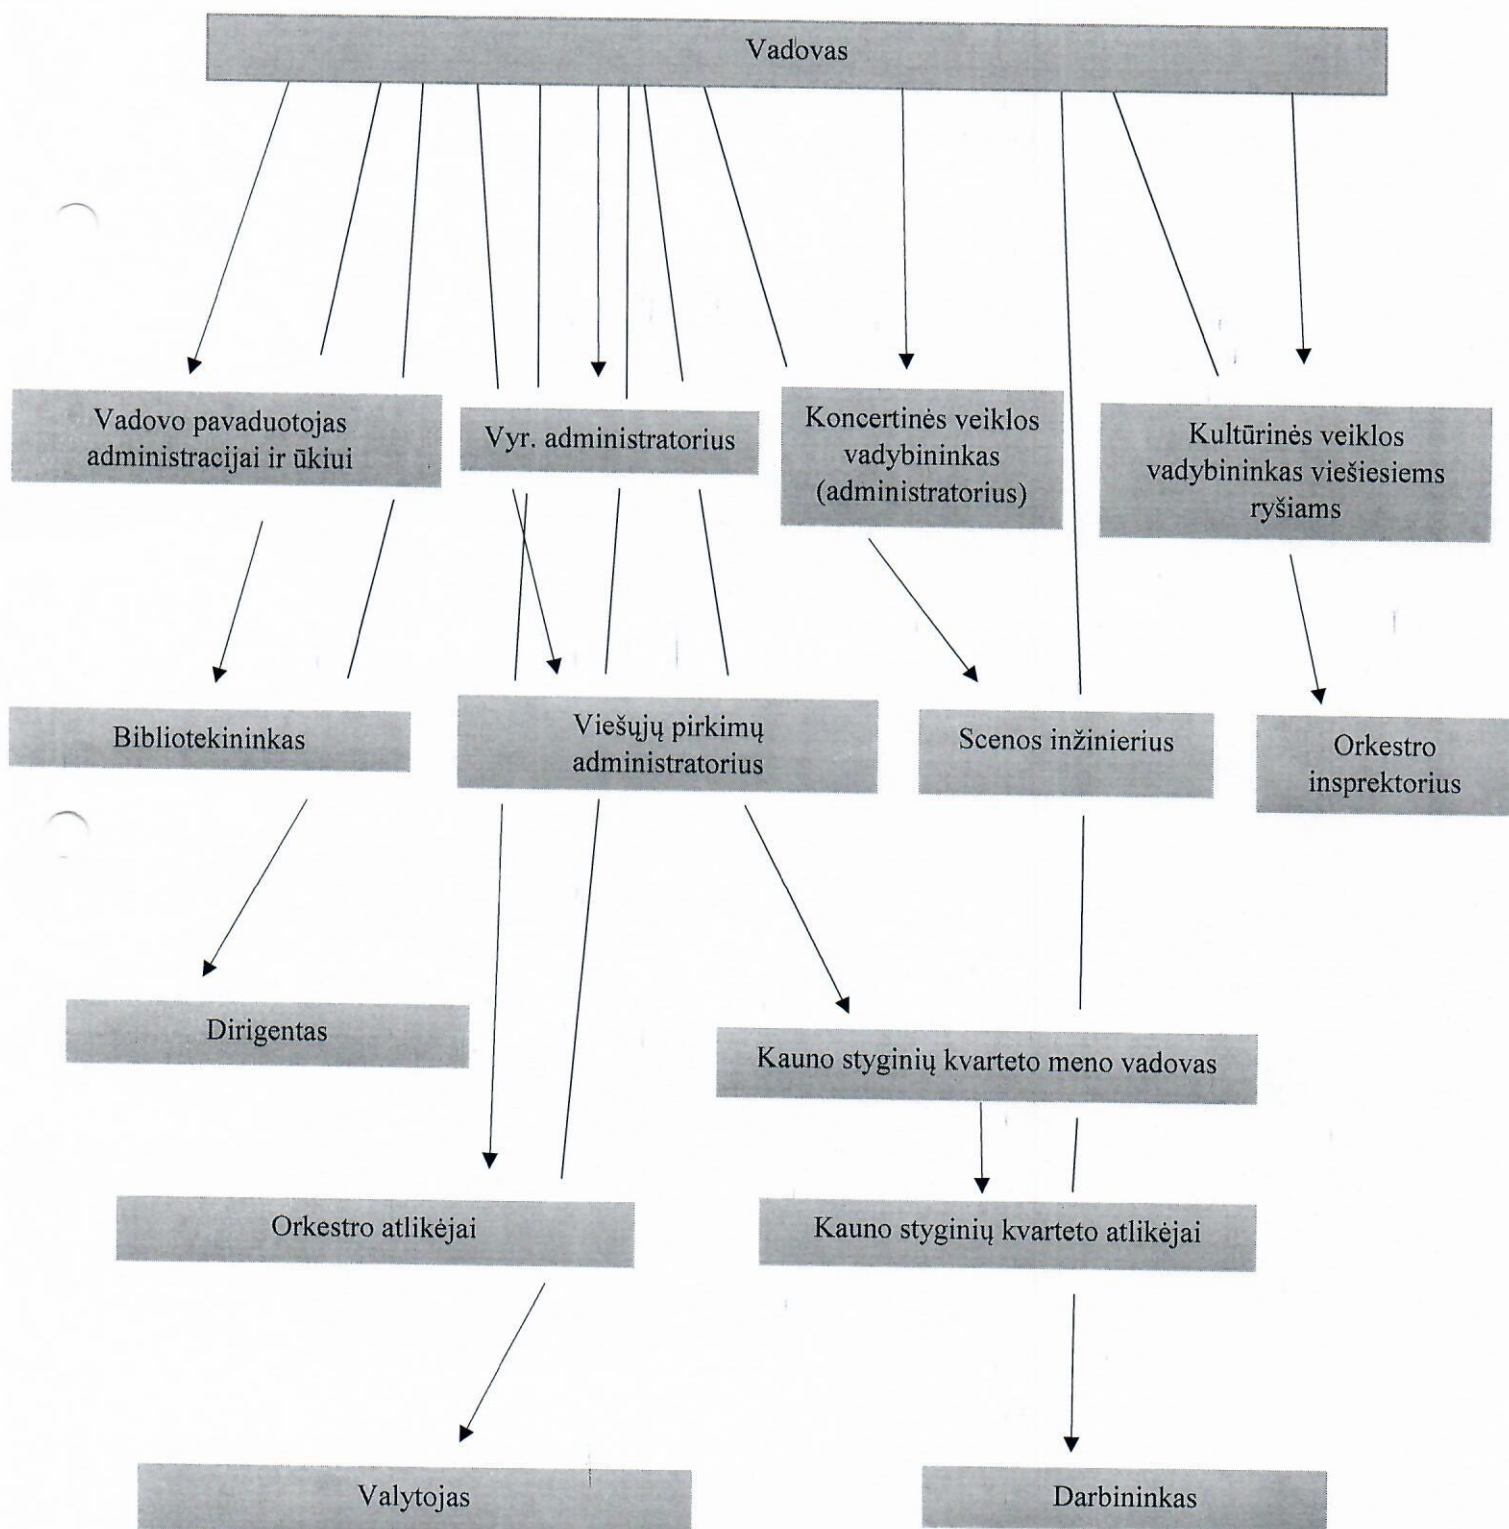 Vadovas
Vadovo pavaduotojas
administracijai ir ūkiui
Vyr. administratorius
Koncertinės veiklos
vadybininkas
(administratorius)
Kultūrinės veiklos
vadybininkas viešiesiems
ryšiams
Bibliotekininkas
Viešųjų pirkimų
administratorius
Scenos inžinierius
Orkestro
insprektorius
Dirigentas
Kauno styginių kvarteto meno vadovas
Orkestro atlikėjai
Kauno styginių kvarteto atlikėjai
Valytojas
Darbininkas